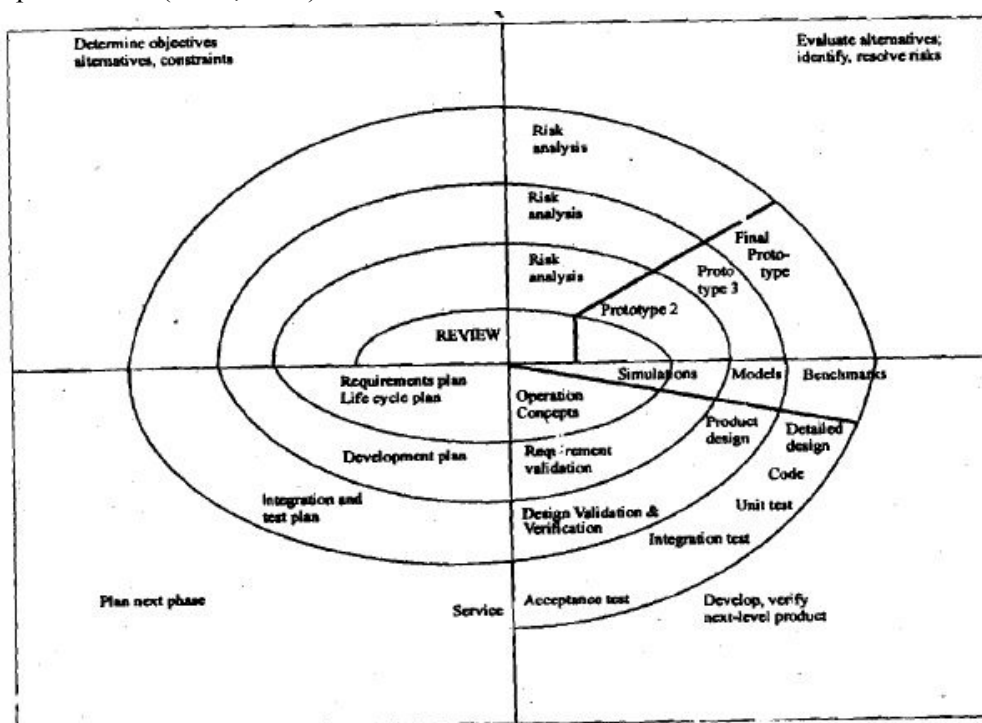 Determine objectives
alternatives, constraints
Evaluate alternatives;
identify, resolve risks
Risk
analysis
Risk
analysis
Risk
analysis
Final
Proto-
type
Proto
type 3
Prototype 2
REVIEW
Requirements plan
Life cycle plan
Simulations
Models
Benchmarks
Operation
Concepts
Product
design
Detailed
design
Development plan
validation
Code
Integration and
test plan
Unit test
Design Validation &
Verification
Integration test
Plan next phase
Service
Acceptance test
Develop, verify
next-level product